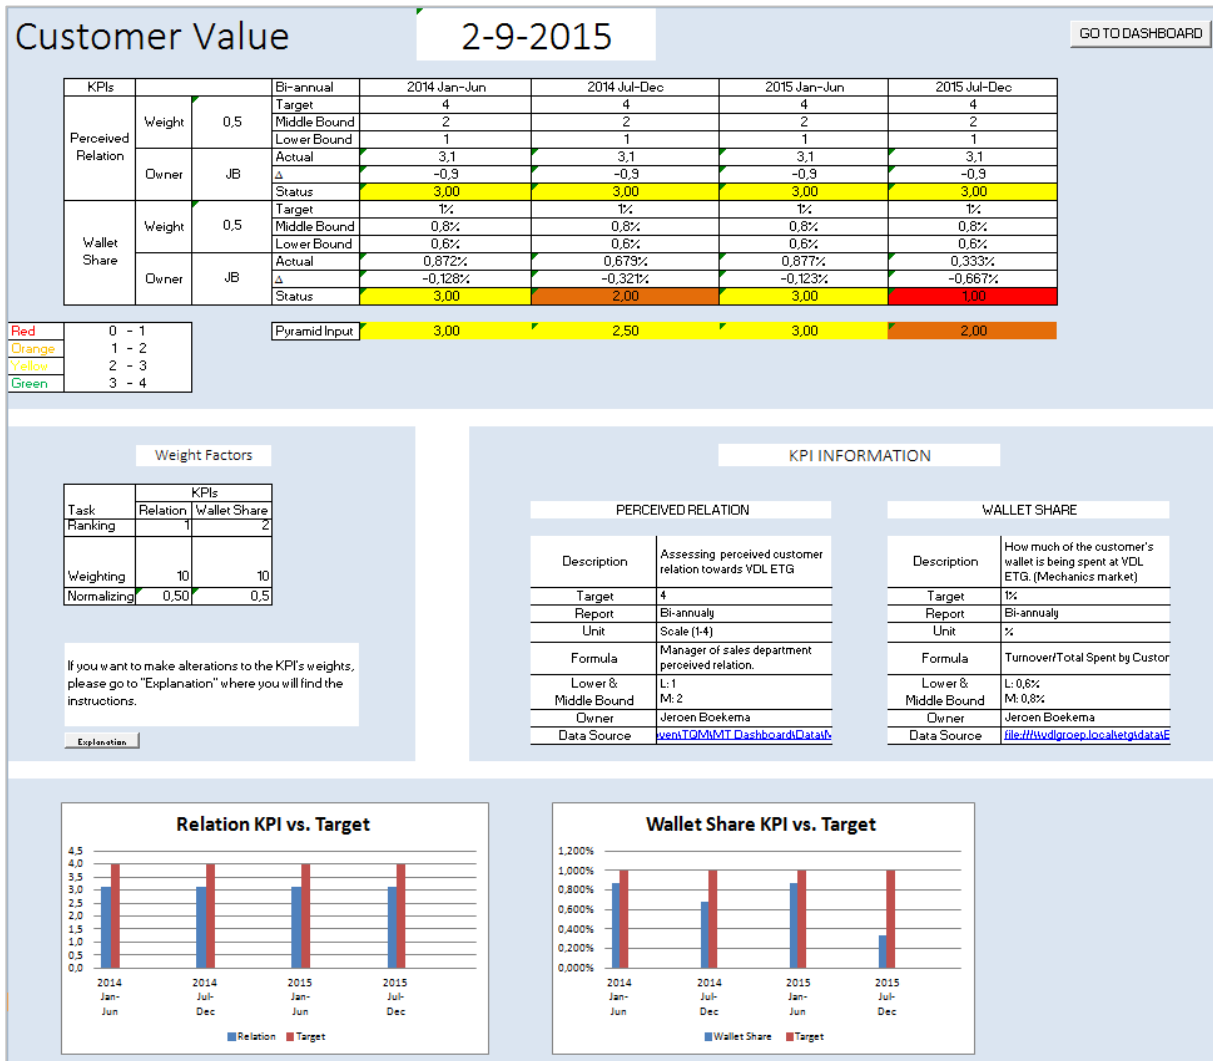 Customer Value
2-9-2015
GO TO DASHBOARD
KPIs Bi-annual 2014 Jan-Jun 2014 Jul-Dec 2015 Jan-Jun 2015 Jul-Dec
Perceived Relation Weight 0,5 Target 4 4 4 4
Middle Bound 2 2 2 2
Lower Bound 1 1 1 1
Owner JB Actual 3,1 3,1 3,1 3,1
Δ -0,9 -0,9 -0,9 -0,9
Status 3,00 3,00 3,00 3,00
Wallet Share Weight 0,5 Target 1% 1% 1% 1%
Middle Bound 0,8% 0,8% 0,8% 0,8%
Lower Bound 0,6% 0,6% 0,6% 0,6%
Owner JB Actual 0,872% 0,679% 0,877% 0,333%
Δ -0,128% -0,321% -0,123% -0,667%
Status 3,00 2,00 3,00 1,00
Pyramid Input 3,00 2,50 3,00 2,00
Red 0 - 1
Orange 1 - 2
Yellow 2 - 3
Green 3 - 4
Weight Factors
KPIs
Task Relation Wallet Share
Ranking 1 2
Weighting 10 10
Normalizing 0,50 0,5
If you want to make alterations to the KPI's weights,
please go to "Explanation" where you will find the
instructions.
Explanation
KPI INFORMATION
PERCEIVED RELATION
Description Assessing perceived customer
relation towards VDL ETG
Target 4
Report Bi-annualy
Unit Scale (1-4)
Formula Manager of sales department
perceived relation.
Lower & L: 1
Middle Bound M: 2
Owner Jeroen Boekema
Data Source ven\TQM\MT Dashboard\Data\M
WALLET SHARE
Description How much of the customer's
wallet is being spent at VDL
ETG. (Mechanics market)
Target 1%
Report Bi-annualy
Unit %
Formula Turnover/Total Spent by Custor
Lower & L: 0,6%
Middle Bound M: 0,8%
Owner Jeroen Boekema
Data Source file:///\\vdlgroep.local\etg\data\E
Relation KPI vs. Target
4,5
4,0
3,5
3,0
2,5
2,0
1,5
1,0
0,5
0,0
2014 2014 2015 2015
Jan- Jul- Jan- Jul-
Jun Dec Jun Dec
Relation Target
Wallet Share KPI vs. Target
1,200%
1,000%
0,800%
0,600%
0,400%
0,200%
0,000%
2014 2014 2015 2015
Jan- Jul- Jan- Jul-
Jun Dec Jun Dec
Wallet Share Target